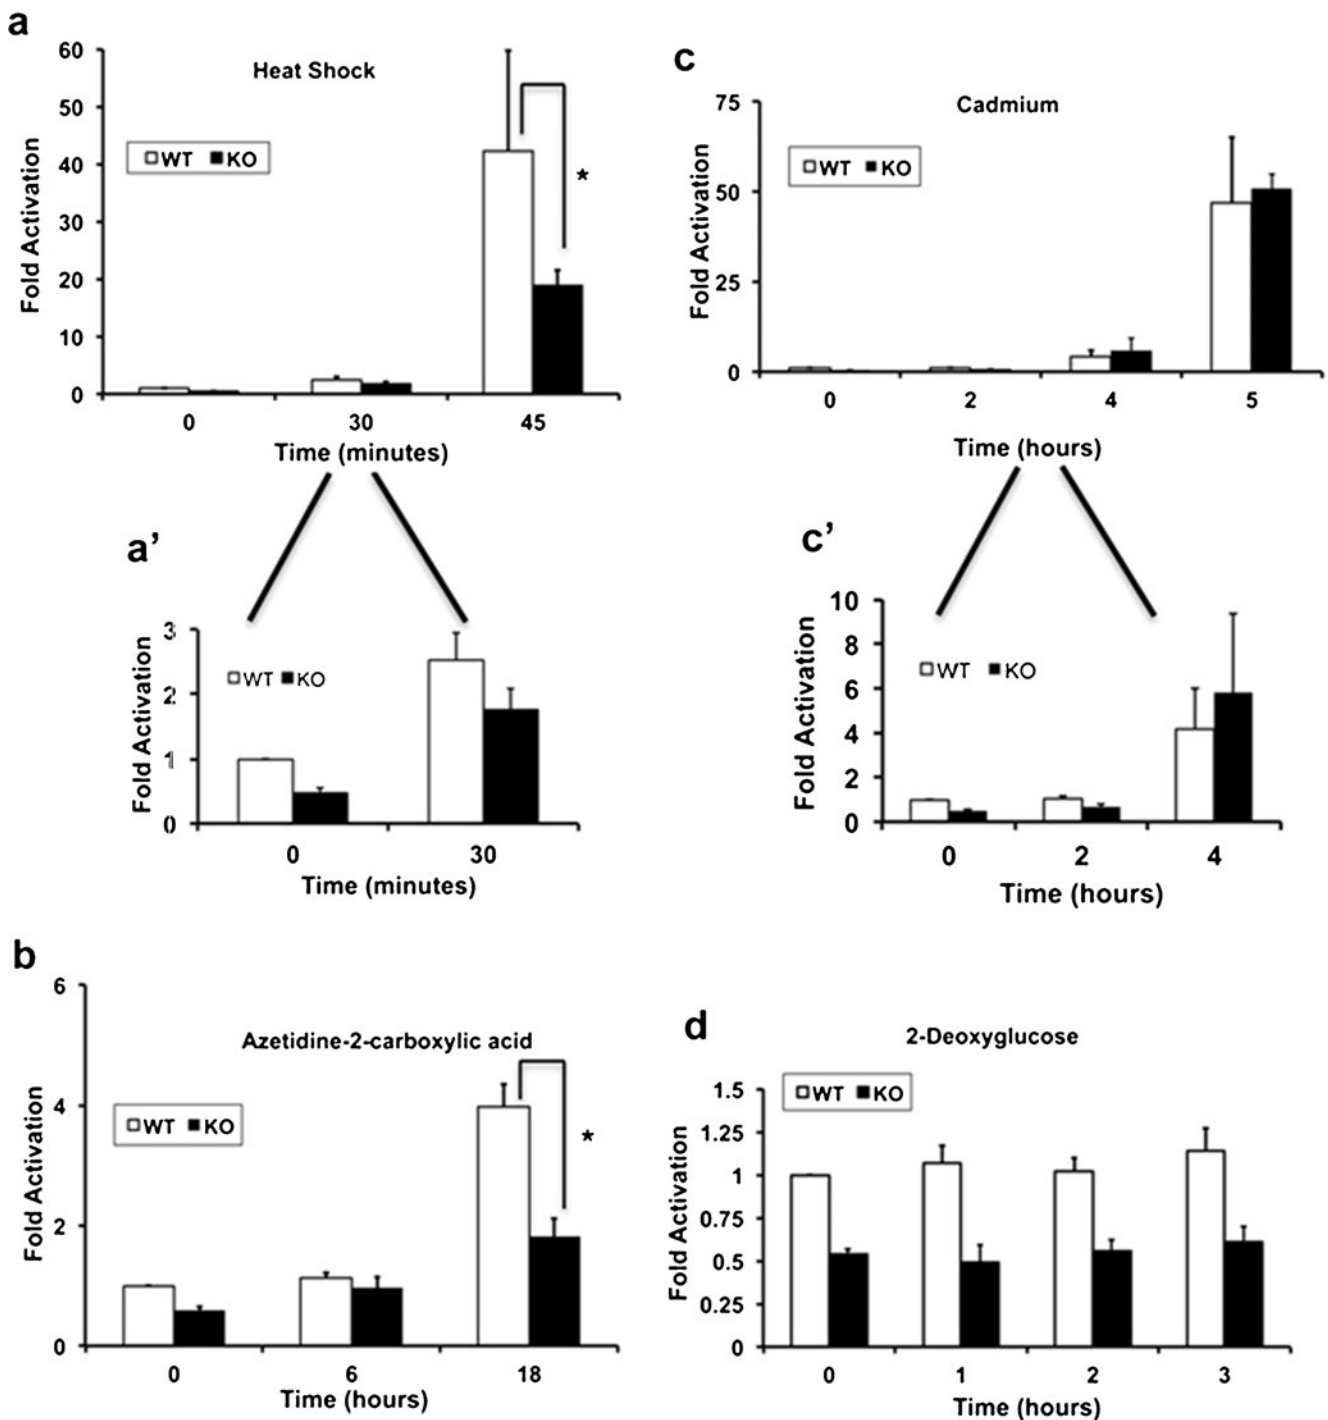 a
Heat Shock
60
50
40
30
20
10
0
Fold Activation
WT KO
*
0 30 45
Time (minutes)
a’
3
2
1
0
Fold Activation
WT KO
0 30
Time (minutes)
b
Azetidine-2-carboxylic acid
6
4
2
0
Fold Activation
WT KO
*
0 6 18
Time (hours)
c
Cadmium
75
50
25
0
Fold Activation
WT KO
0 2 4 5
Time (hours)
c’
10
8
6
4
2
0
Fold Activation
WT KO
0 2 4
Time (hours)
d
2-Deoxyglucose
1.5
1.25
1
0.75
0.5
0.25
0
Fold Activation
WT KO
0 1 2 3
Time (hours)